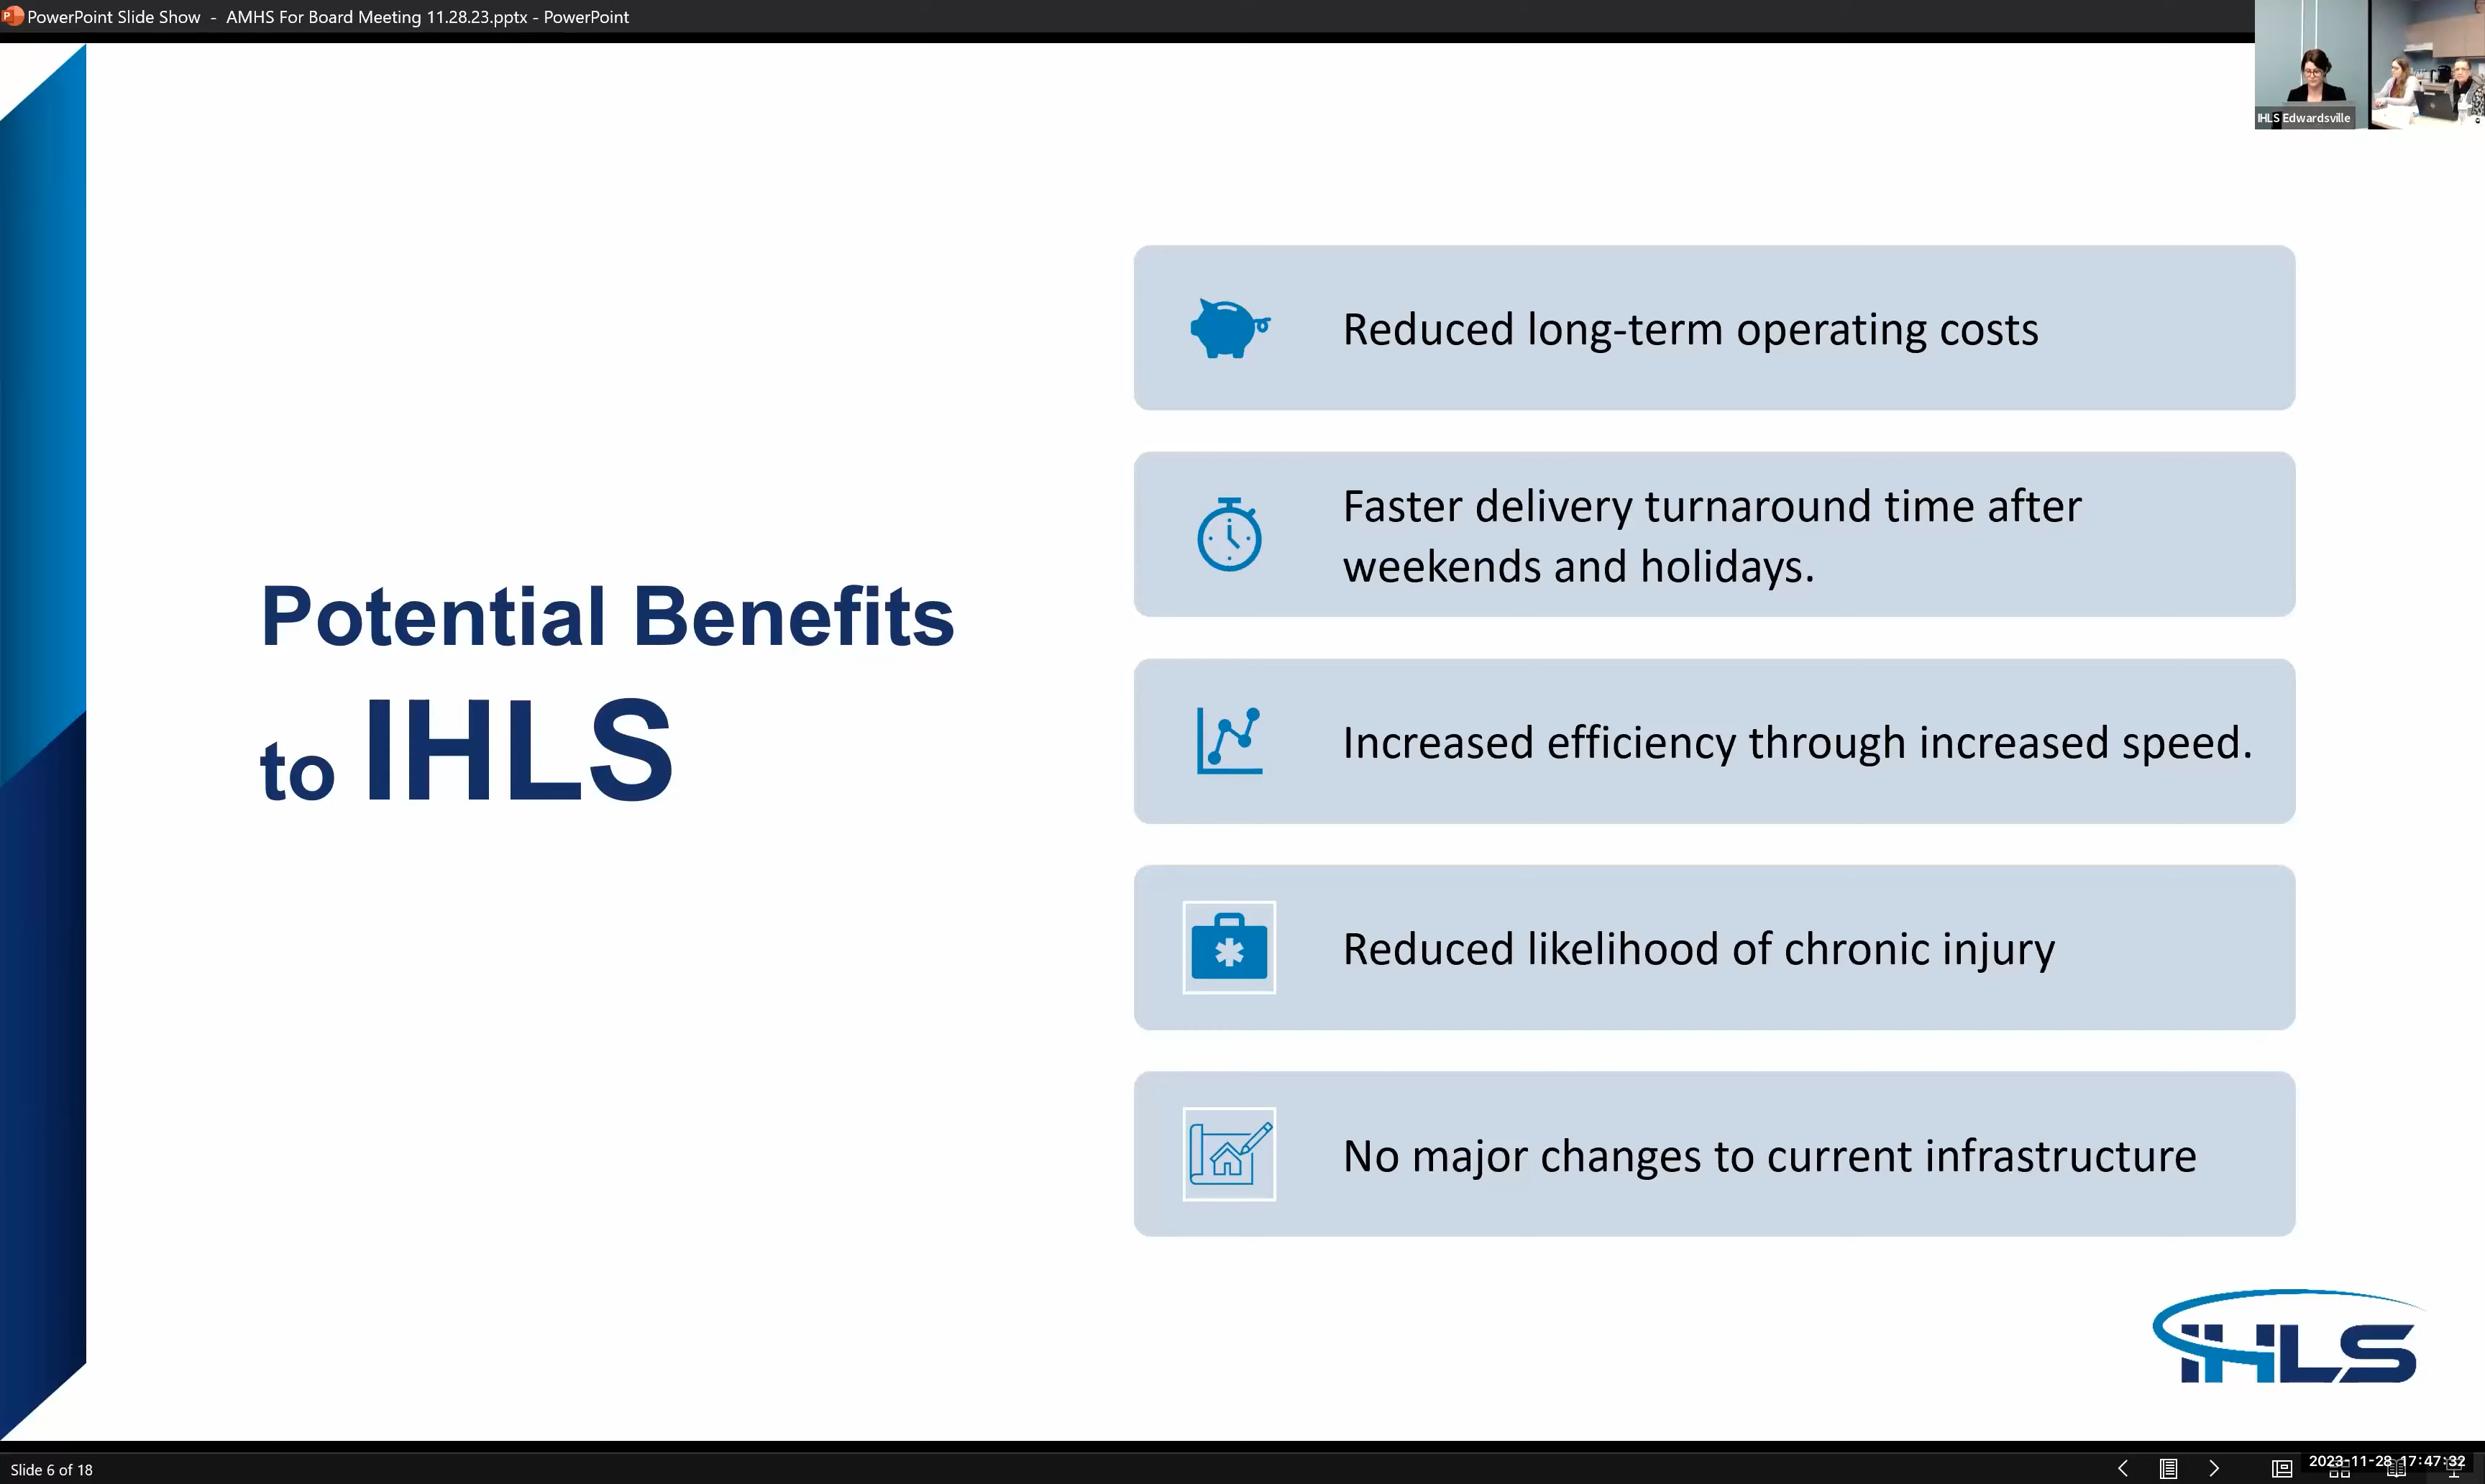 PowerPoint Slide Show - AMHS For Board Meeting 11.28.23.pptx - PowerPoint
IHLS Edwardsville
Potential Benefits
to IHLS
Reduced long-term operating costs
Faster delivery turnaround time after
weekends and holidays.
Increased efficiency through increased speed.
Reduced likelihood of chronic injury
No major changes to current infrastructure
IHLS
Slide 6 of 18
2023-11-28 17:47:32